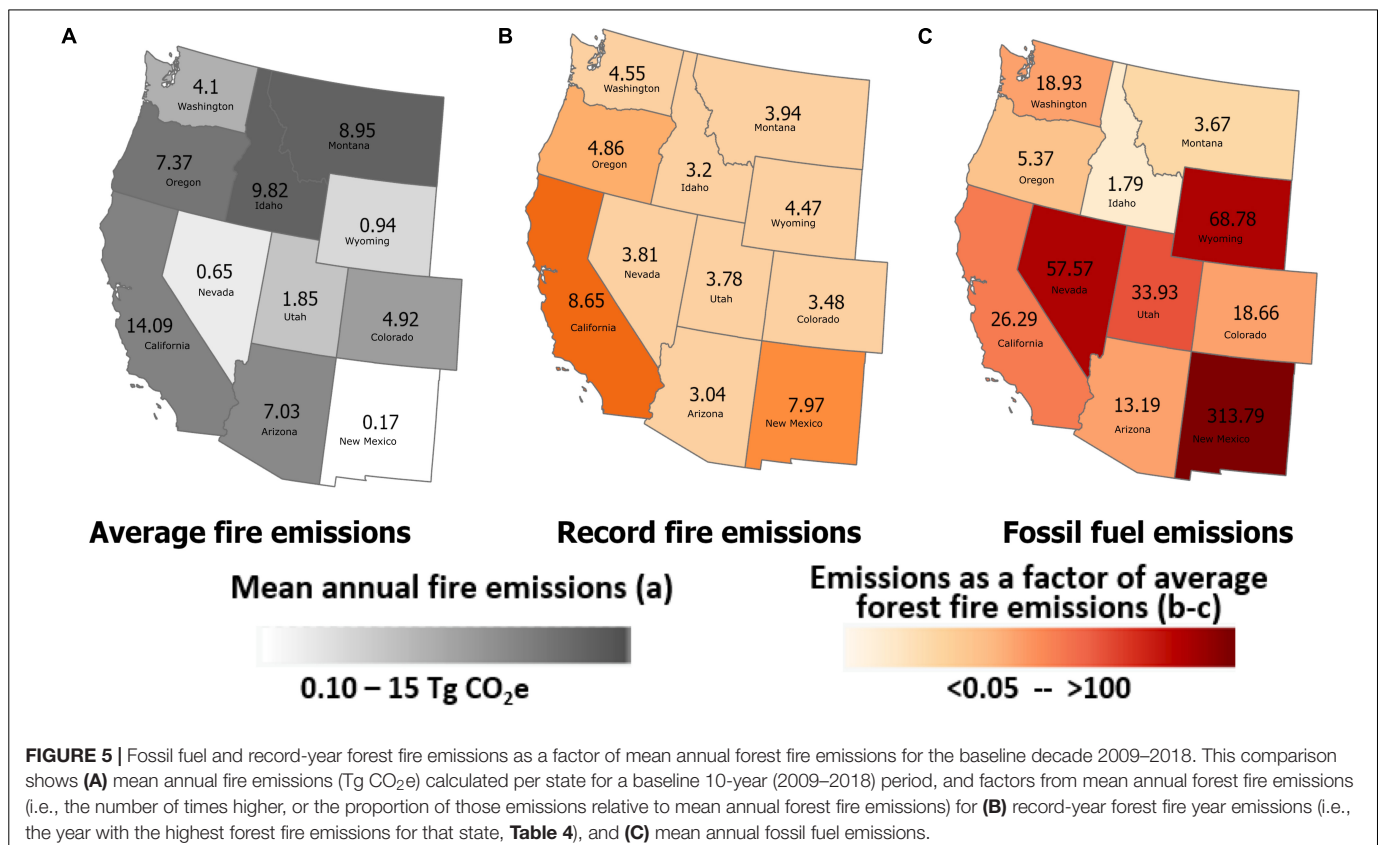 A
B
C
4.1
Washington
8.95
Montana
7.37
Oregon
9.82
Idaho
0.94
Wyoming
0.65
Nevada
1.85
Utah
4.92
Colorado
14.09
California
7.03
Arizona
0.17
New Mexico
4.55
Washington
3.94
Montana
4.86
Oregon
3.2
Idaho
4.47
Wyoming
3.81
Nevada
3.78
Utah
3.48
Colorado
8.65
California
3.04
Arizona
7.97
New Mexico
18.93
Washington
3.67
Montana
5.37
Oregon
1.79
Idaho
68.78
Wyoming
57.57
Nevada
33.93
Utah
18.66
Colorado
26.29
California
13.19
Arizona
313.79
New Mexico
Average fire emissions
Record fire emissions
Fossil fuel emissions
Mean annual fire emissions (a)
0.10 – 15 Tg CO₂e
Emissions as a factor of average
forest fire emissions (b-c)
<0.05 -- >100
FIGURE 5 | Fossil fuel and record-year forest fire emissions as a factor of mean annual forest fire emissions for the baseline decade 2009–2018. This comparison
shows (A) mean annual fire emissions (Tg CO₂e) calculated per state for a baseline 10-year (2009–2018) period, and factors from mean annual forest fire emissions
(i.e., the number of times higher, or the proportion of those emissions relative to mean annual forest fire emissions) for (B) record-year forest fire year emissions (i.e.,
the year with the highest forest fire emissions for that state, Table 4), and (C) mean annual fossil fuel emissions.